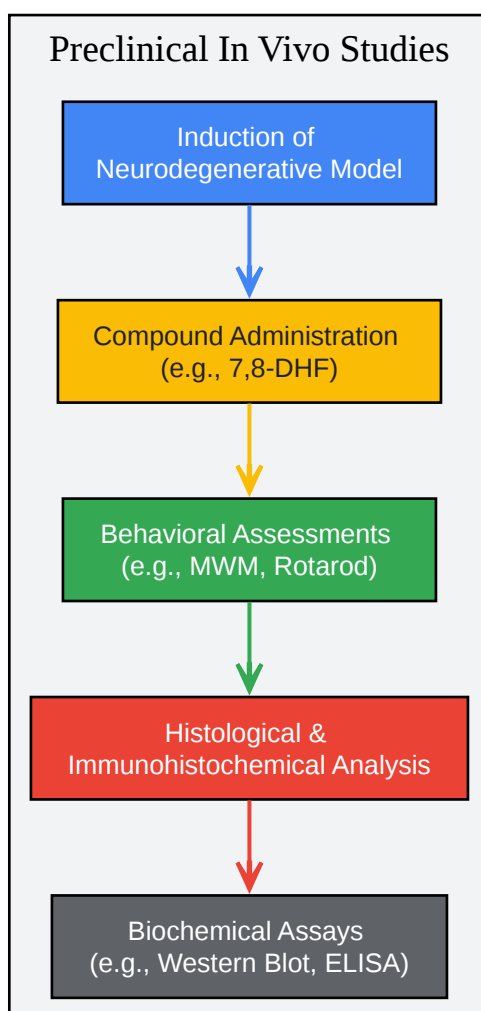 Preclinical In Vivo Studies
Induction of
Neurodegenerative Model
Compound Administration
(e.g., 7,8-DHF)
Behavioral Assessments
(e.g., MWM, Rotarod)
Histological &
Immunohistochemical Analysis
Biochemical Assays
(e.g., Western Blot, ELISA)